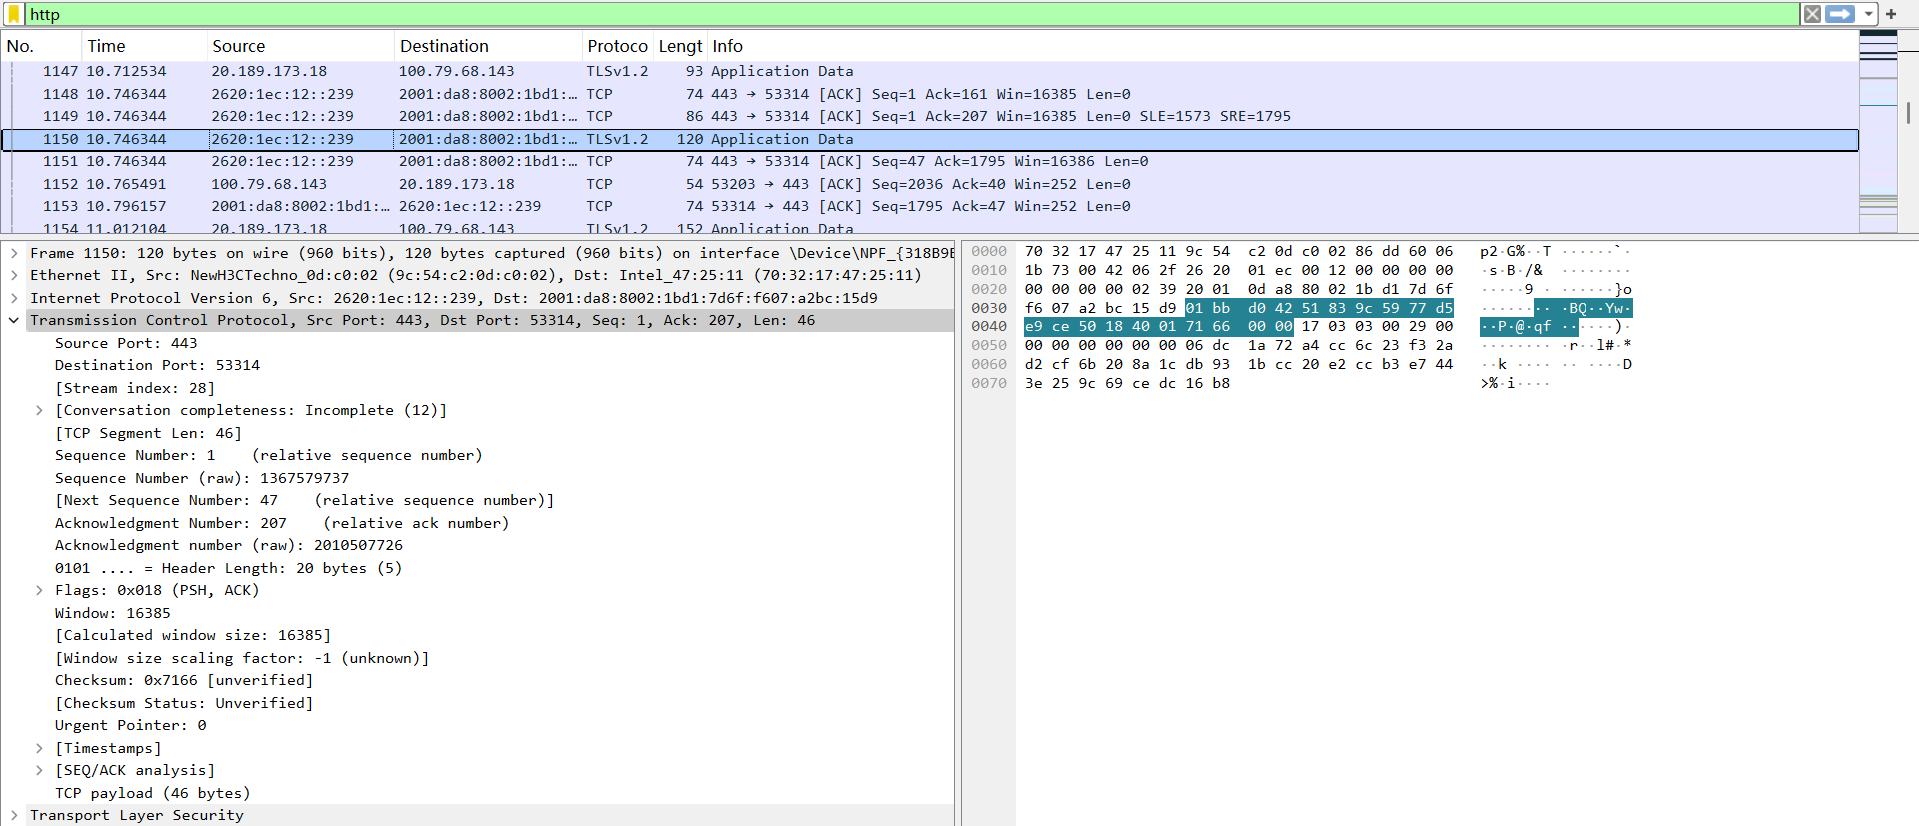 http
No. Time Source Destination Protoco Lengt Info
1147 10.712534 20.189.173.18 100.79.68.143 TLSv1.2 93 Application Data
1148 10.746344 2620:1ec:12::239 2001:da8:8002:1bd1:… TCP 74 443 → 53314 [ACK] Seq=1 Ack=161 Win=16385 Len=0
1149 10.746344 2620:1ec:12::239 2001:da8:8002:1bd1:… TCP 86 443 → 53314 [ACK] Seq=1 Ack=207 Win=16385 Len=0 SLE=1573 SRE=1795
1150 10.746344 2620:1ec:12::239 2001:da8:8002:1bd1:… TLSv1.2 120 Application Data
1151 10.746344 2620:1ec:12::239 2001:da8:8002:1bd1:… TCP 74 443 → 53314 [ACK] Seq=47 Ack=1795 Win=16386 Len=0
1152 10.765491 100.79.68.143 20.189.173.18 TCP 54 53203 → 443 [ACK] Seq=2036 Ack=40 Win=252 Len=0
1153 10.796157 2001:da8:8002:1bd1:… 2620:1ec:12::239 TCP 74 53314 → 443 [ACK] Seq=1795 Ack=47 Win=252 Len=0
1154 11.012104 20.189.173.18 100.79.68.143 TLSv1.2 152 Application Data
Frame 1150: 120 bytes on wire (960 bits), 120 bytes captured (960 bits) on interface \Device\NPF_{318B9E
Ethernet II, Src: NewH3CTechno_0d:c0:02 (9c:54:c2:0d:c0:02), Dst: Intel_47:25:11 (70:32:17:47:25:11)
Internet Protocol Version 6, Src: 2620:1ec:12::239, Dst: 2001:da8:8002:1bd1:7d6f:f607:a2bc:15d9
Transmission Control Protocol, Src Port: 443, Dst Port: 53314, Seq: 1, Ack: 207, Len: 46
Source Port: 443
Destination Port: 53314
[Stream index: 28]
[Conversation completeness: Incomplete (12)]
[TCP Segment Len: 46]
Sequence Number: 1 (relative sequence number)
Sequence Number (raw): 1367579737
[Next Sequence Number: 47 (relative sequence number)]
Acknowledgment Number: 207 (relative ack number)
Acknowledgment number (raw): 2010507726
0101 .... = Header Length: 20 bytes (5)
Flags: 0x018 (PSH, ACK)
Window: 16385
[Calculated window size: 16385]
[Window size scaling factor: -1 (unknown)]
Checksum: 0x7166 [unverified]
[Checksum Status: Unverified]
Urgent Pointer: 0
[Timestamps]
[SEQ/ACK analysis]
TCP payload (46 bytes)
Transport Layer Security
0000 70 32 17 47 25 11 9c 54 c2 0d c0 02 86 dd 60 06 p2·G%··T ······`·
0010 1b 73 00 42 06 2f 26 20 01 ec 00 12 00 00 00 00 ·s·B·/& ········
0020 00 00 00 00 02 39 20 01 0d a8 80 02 1b d1 7d 6f ·····9 · ······}o
0030 f6 07 a2 bc 15 d9 01 bb d0 42 51 83 9c 59 77 d5 ········ ·BQ··Yw·
0040 e9 ce 50 18 40 01 71 66 00 00 17 03 03 00 29 00 ··P·@·qf ······)·
0050 00 00 00 00 00 00 06 dc 1a 72 a4 cc 6c 23 f3 2a ········ ·r··l#·*
0060 d2 cf 6b 20 8a 1c db 93 1b cc 20 e2 cc b3 e7 44 ··k ···· ·· ····D
0070 3e 25 9c 69 ce dc 16 b8 >%·i····